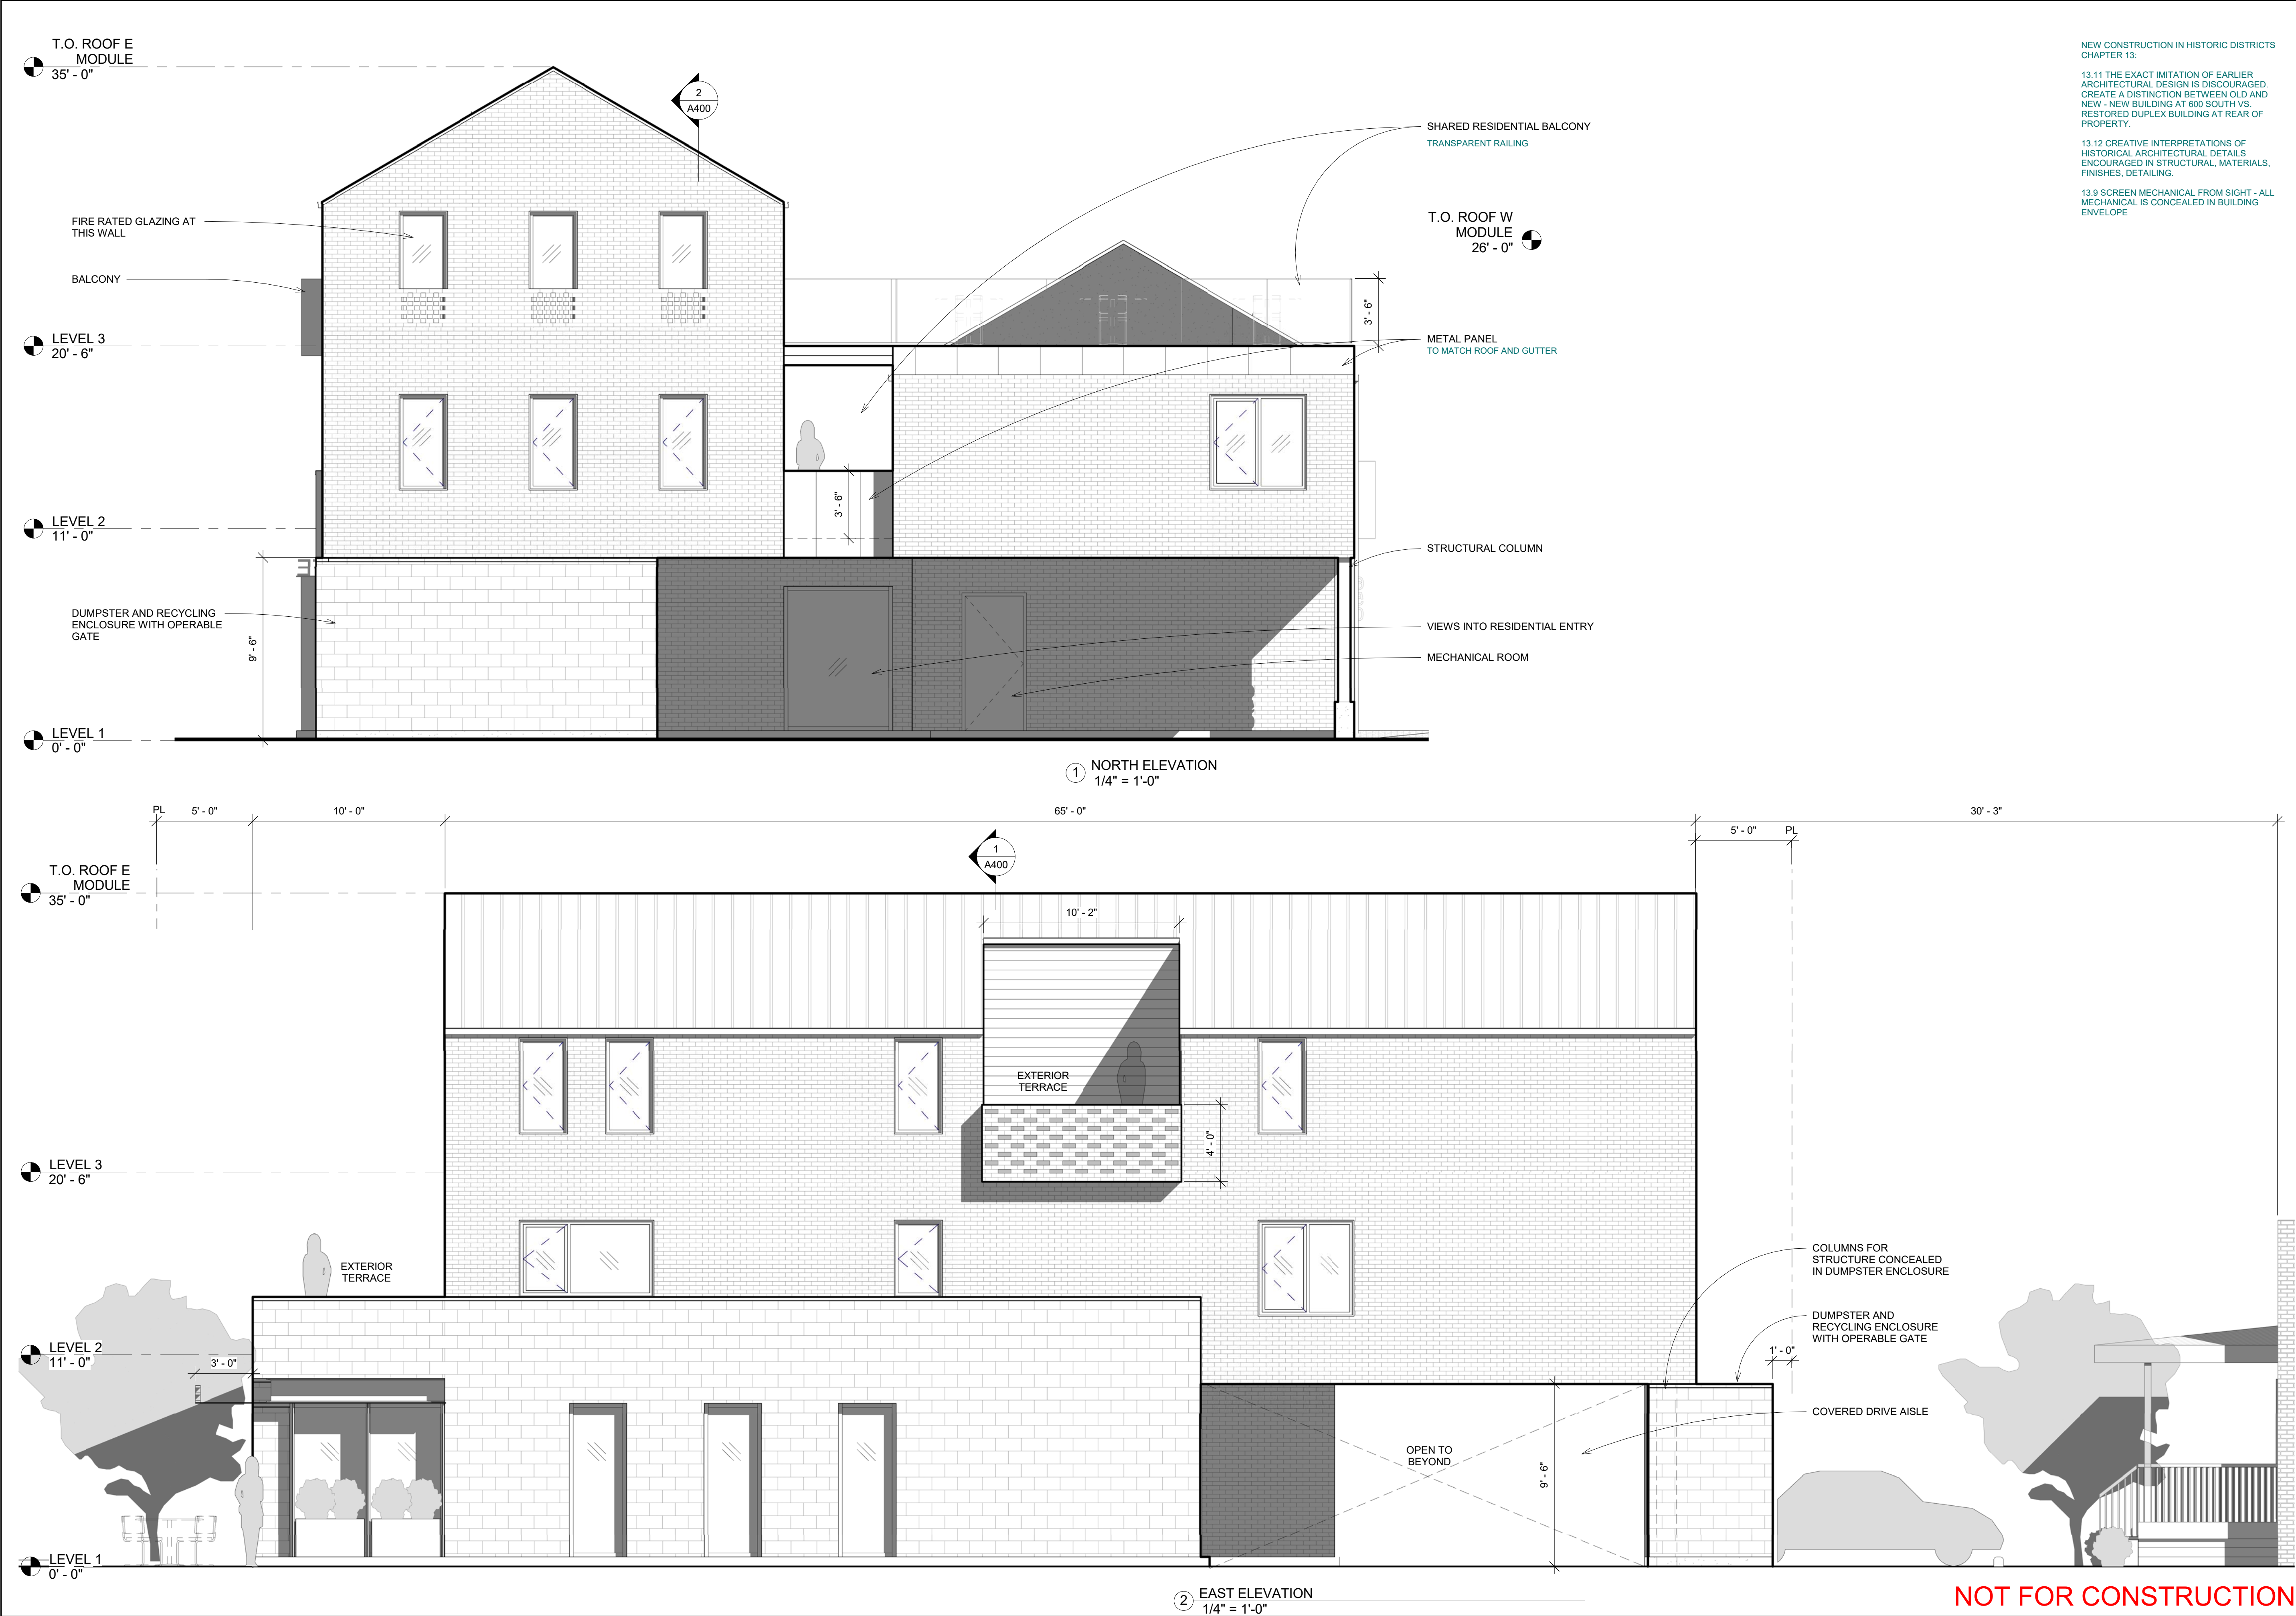 T.O. ROOF E
MODULE
35' - 0"
2
A400
NEW CONSTRUCTION IN HISTORIC DISTRICTS
CHAPTER 13:
13.11 THE EXACT IMITATION OF EARLIER
ARCHITECTURAL DESIGN IS DISCOURAGED.
CREATE A DISTINCTION BETWEEN OLD AND
NEW - NEW BUILDING AT 600 SOUTH VS.
RESTORED DUPLEX BUILDING AT REAR OF
PROPERTY.
13.12 CREATIVE INTERPRETATIONS OF
HISTORICAL ARCHITECTURAL DETAILS
ENCOURAGED IN STRUCTURAL, MATERIALS,
FINISHES, DETAILING.
13.9 SCREEN MECHANICAL FROM SIGHT - ALL
MECHANICAL IS CONCEALED IN BUILDING
ENVELOPE
SHARED RESIDENTIAL BALCONY
TRANSPARENT RAILING
FIRE RATED GLAZING AT
THIS WALL
T.O. ROOF W
MODULE
26' - 0"
BALCONY
3' - 6"
LEVEL 3
20' - 6"
METAL PANEL
TO MATCH ROOF AND GUTTER
3' - 6"
LEVEL 2
11' - 0"
STRUCTURAL COLUMN
DUMPSTER AND RECYCLING
ENCLOSURE WITH OPERABLE
GATE
9' - 6"
VIEWS INTO RESIDENTIAL ENTRY
MECHANICAL ROOM
LEVEL 1
0' - 0"
1
NORTH ELEVATION
1/4" = 1'-0"
PL
5' - 0"
10' - 0"
65' - 0"
30' - 3"
5' - 0"
PL
1
A400
T.O. ROOF E
MODULE
35' - 0"
10' - 2"
EXTERIOR
TERRACE
4' - 0"
LEVEL 3
20' - 6"
EXTERIOR
TERRACE
COLUMNS FOR
STRUCTURE CONCEALED
IN DUMPSTER ENCLOSURE
DUMPSTER AND
RECYCLING ENCLOSURE
WITH OPERABLE GATE
LEVEL 2
11' - 0"
3' - 0"
1' - 0"
COVERED DRIVE AISLE
OPEN TO
BEYOND
9' - 6"
LEVEL 1
0' - 0"
2
EAST ELEVATION
1/4" = 1'-0"
NOT FOR CONSTRUCTION